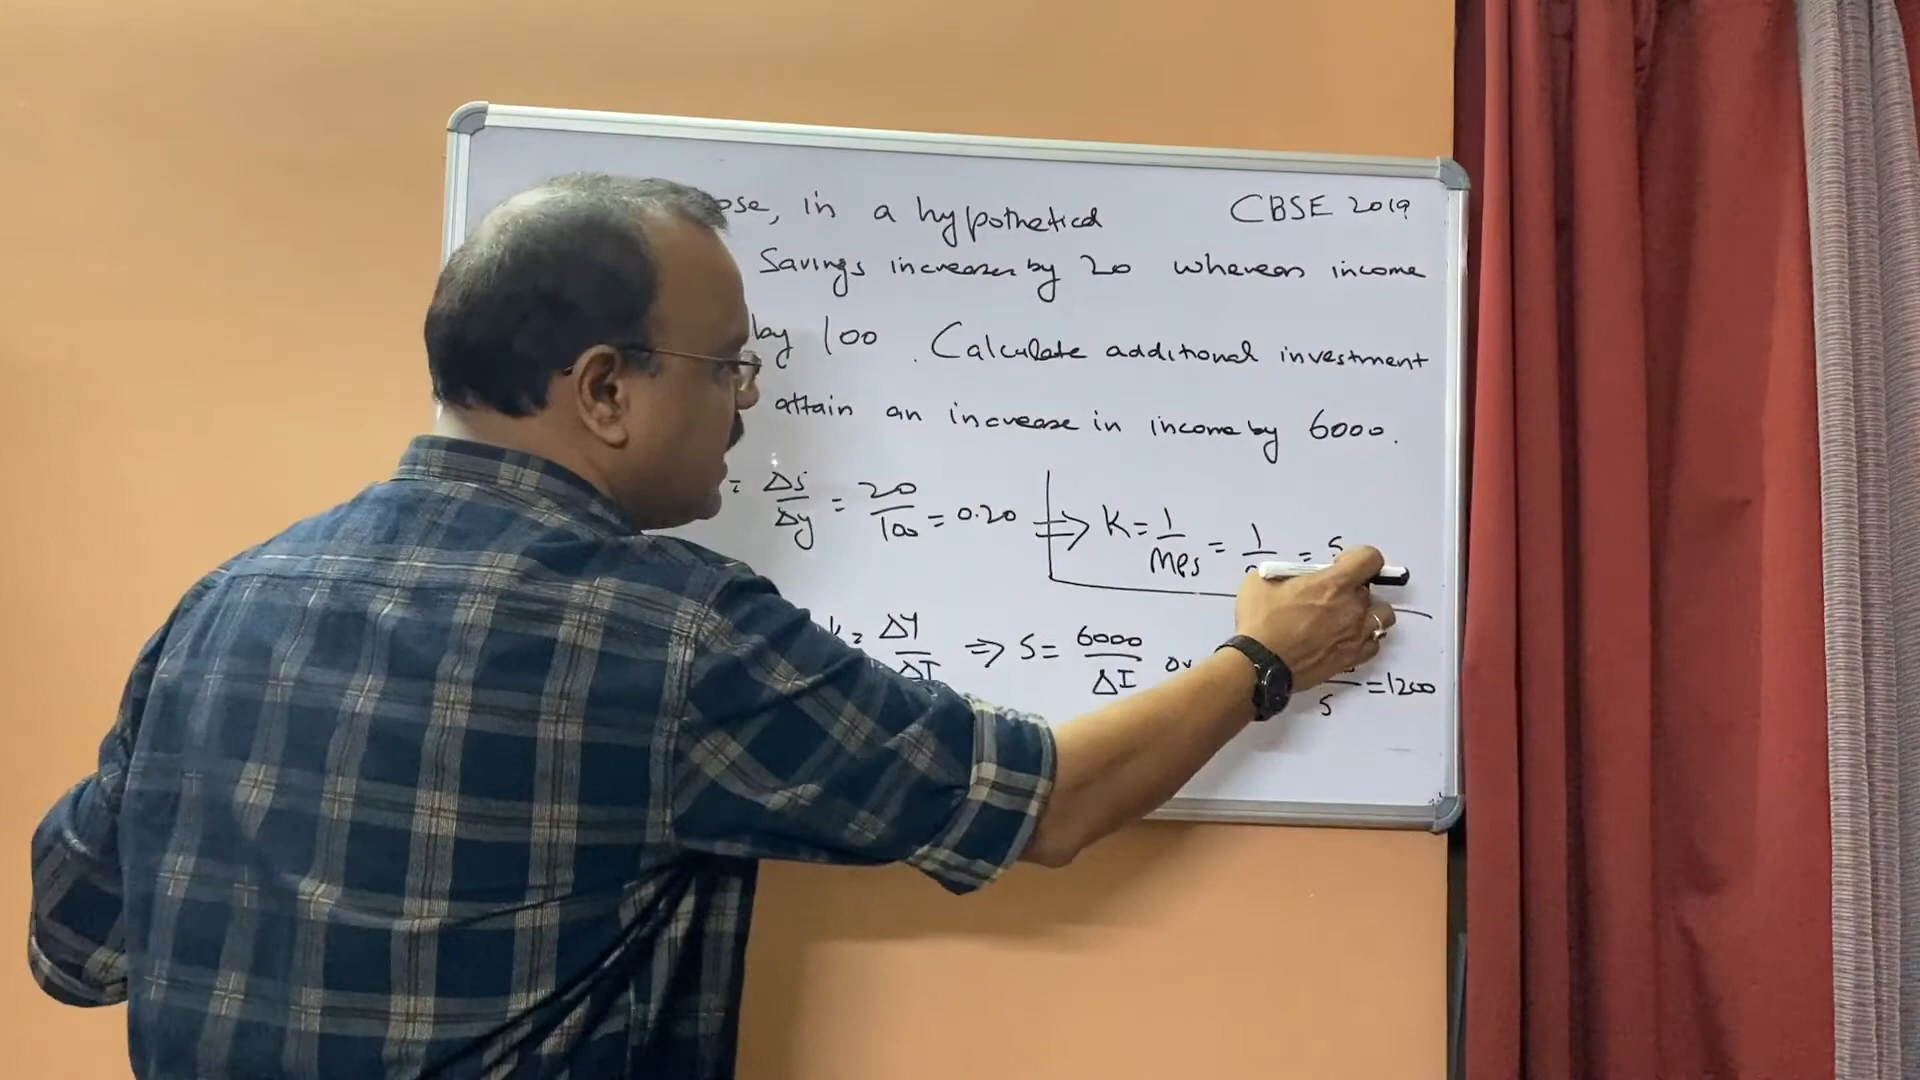 in a hypothetical CBSE 2019
Savings increases by 20 whereas income
by 100. Calculate additional investment
attain an increase in income by 6000.
= ΔS/Δy = 20/100 = 0.20 ⇒ K = 1/MPS = 1/ = 5
= ΔY/ΔI ⇒ 5 = 6000/ΔI or 5 = 1200